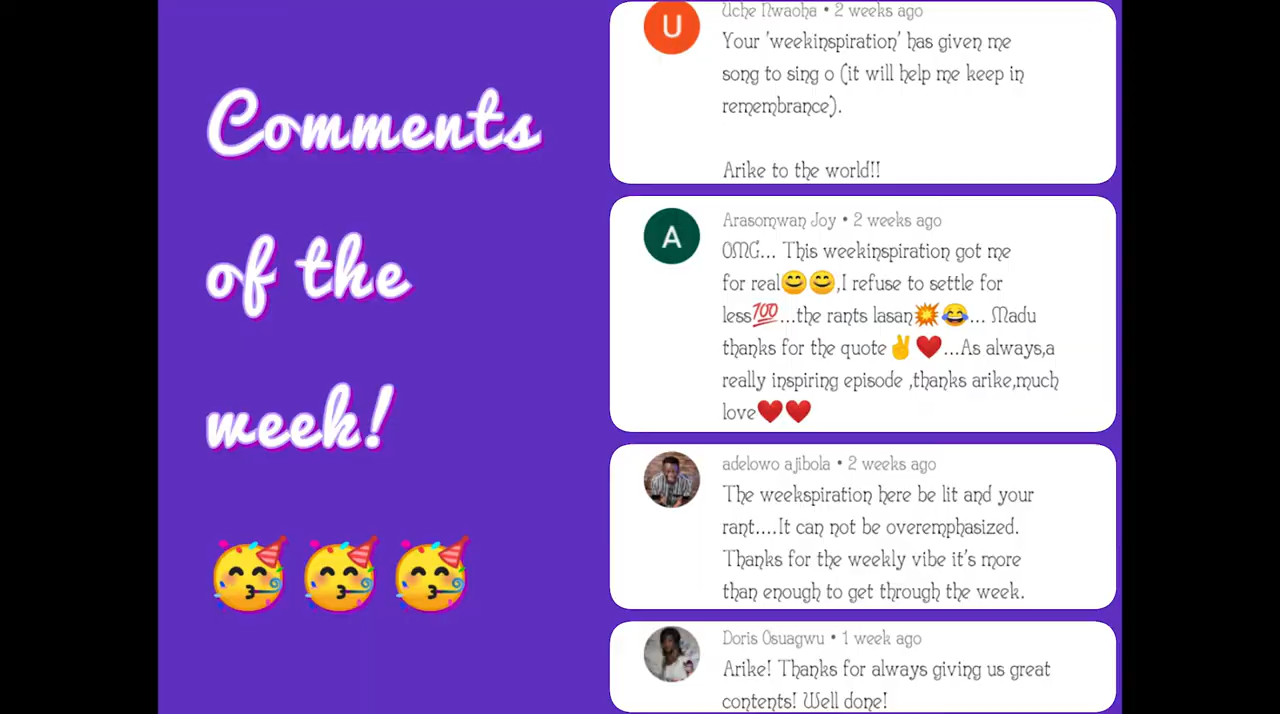 Comments
of the
week!
🥳🥳🥳
Uche Nwaoha • 2 weeks ago
U
Your 'weekinspiration' has given me
song to sing o (it will help me keep in
remembrance).
Arike to the world!!
Arasomwan Joy • 2 weeks ago
A
OMG... This weekinspiration got me
for real😊😊,I refuse to settle for
less💯...the rants lasan💥😂... Madu
thanks for the quote✌️❤️...As always,a
really inspiring episode ,thanks arike,much
love❤️❤️
adelowo ajibola • 2 weeks ago
The weekspiration here be lit and your
rant....It can not be overemphasized.
Thanks for the weekly vibe it's more
than enough to get through the week.
Doris Osuagwu • 1 week ago
Arike! Thanks for always giving us great
contents! Well done!